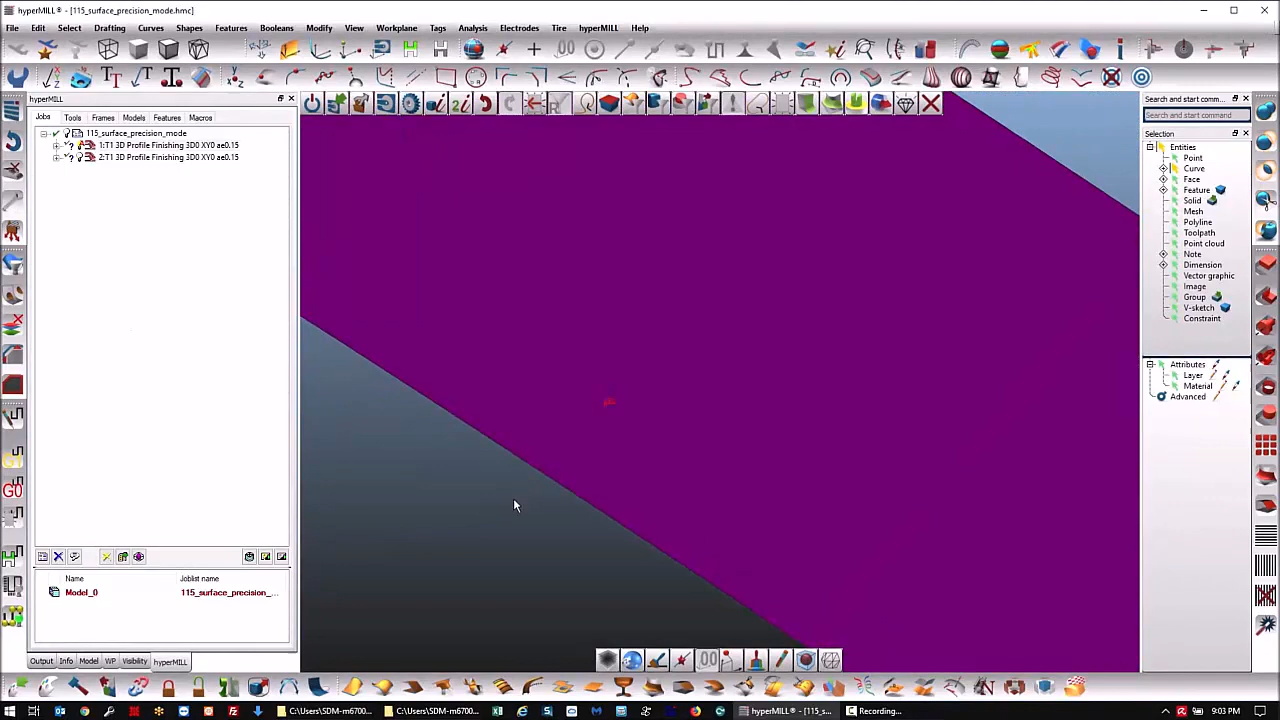 hyperMILL® - [115_surface_precision_mode.hmc]
File Edit Select Drafting Curves Shapes Features Booleans Modify View Workplane Tags Analysis Electrodes Tire hyperMILL Help
hyperMILL
Jobs Tools Frames Models Features Macros
115_surface_precision_mode
1:T1 3D Profile Finishing 3D0 XY0 ae0.15
2:T1 3D Profile Finishing 3D0 XY0 ae0.15
Name Joblist name
Model_0 115_surface_precision_...
Output Info Model WP Visibility hyperMILL
Search and start comm...
Search and start command
Selection
Entities
Point
Curve
Face
Feature
Solid
Mesh
Polyline
Toolpath
Point cloud
Note
Dimension
Vector graphic
Image
Group
V-sketch
Constraint
Attributes
Layer
Material
Advanced
C:\Users\SDM-m6700... C:\Users\SDM-m6700... hyperMILL® - [115_s... Recording... 9:03 PM